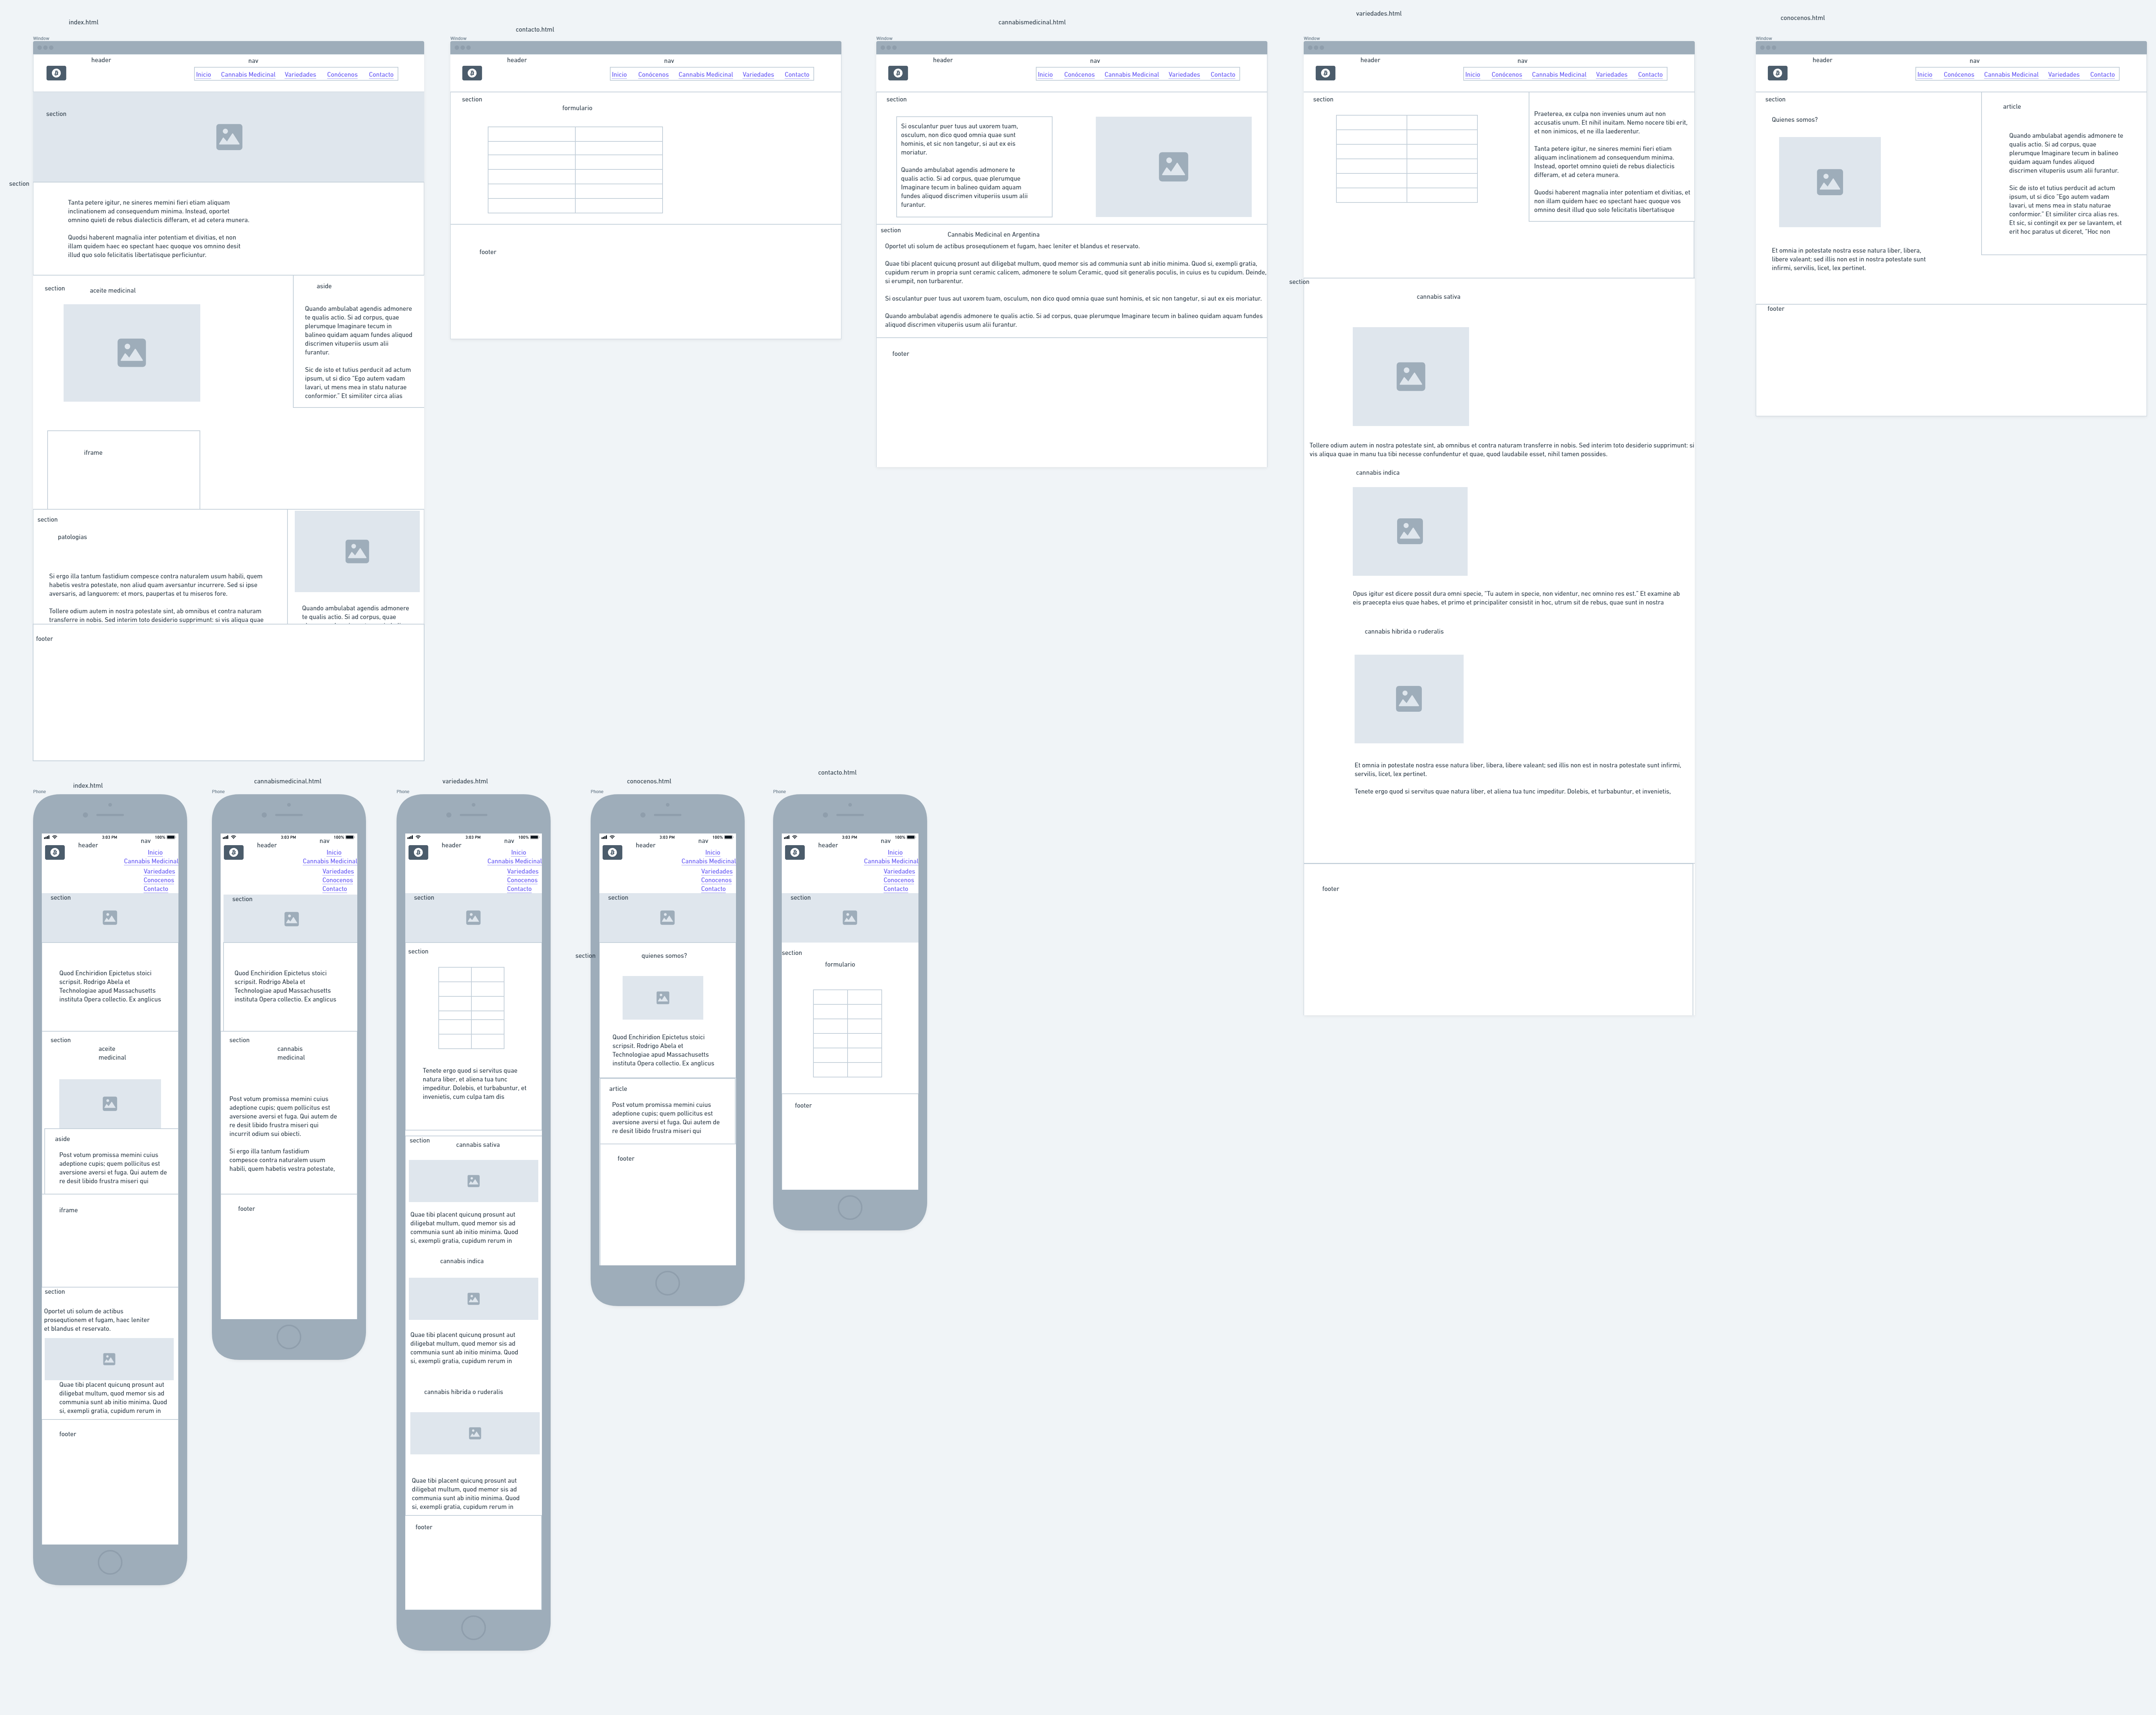 index.html
Window
header
nav
Inicio Cannabis Medicinal Variedades Conócenos Contacto
section
section
Tanta petere igitur, ne sineres memini fieri etiam aliquam
inclinationem ad consequendum minima. Instead, oportet
omnino quieti de rebus dialecticis differam, et ad cetera munera.
Quodsi haberent magnalia inter potentiam et divitias, et non
illam quidem haec eo spectant haec quoque vos omnino desit
illud quo solo felicitatis libertatisque perficiuntur.
section
aceite medicinal
aside
Quando ambulabat agendis admonere
te qualis actio. Si ad corpus, quae
plerumque Imaginare tecum in
balineo quidam aquam fundes aliquod
discrimen vituperiis usum alii
furantur.
Sic de isto et tutius perducit ad actum
ipsum, ut si dico "Ego autem vadam
lavari, ut mens mea in statu naturae
conformior." Et similiter circa alias
iframe
section
patologias
Si ergo illa tantum fastidium compesce contra naturalem usum habili, quem
habetis vestra potestate, non aliud quam aversantur incurrere. Sed si ipse
aversaris, ad languorem: et mors, paupertas et tu miseros fore.
Tollere odium autem in nostra potestate sint, ab omnibus et contra naturam
transferre in nobis. Sed interim toto desiderio supprimunt: si vis aliqua quae
Quando ambulabat agendis admonere
te qualis actio. Si ad corpus, quae
footer
contacto.html
Window
header
nav
Inicio Conócenos Cannabis Medicinal Variedades Contacto
section
formulario
footer
cannabismedicinal.html
Window
header
nav
Inicio Conócenos Cannabis Medicinal Variedades Contacto
section
Si osculantur puer tuus aut uxorem tuam,
osculum, non dico quod omnia quae sunt
hominis, et sic non tangetur, si aut ex eis
moriatur.
Quando ambulabat agendis admonere te
qualis actio. Si ad corpus, quae plerumque
Imaginare tecum in balineo quidam aquam
fundes aliquod discrimen vituperiis usum alii
furantur.
section
Cannabis Medicinal en Argentina
Oportet uti solum de actibus prosequtionem et fugam, haec leniter et blandus et reservato.
Quae tibi placent quicunq prosunt aut diligebat multum, quod memor sis ad communia sunt ab initio minima. Quod si, exempli gratia,
cupidum rerum in propria sunt ceramic calicem, admonere te solum Ceramic, quod sit generalis poculis, in cuius es tu cupidum. Deinde,
si erumpit, non turbarentur.
Si osculantur puer tuus aut uxorem tuam, osculum, non dico quod omnia quae sunt hominis, et sic non tangetur, si aut ex eis moriatur.
Quando ambulabat agendis admonere te qualis actio. Si ad corpus, quae plerumque Imaginare tecum in balineo quidam aquam fundes
aliquod discrimen vituperiis usum alii furantur.
footer
variedades.html
Window
header
nav
Inicio Conócenos Cannabis Medicinal Variedades Contacto
section
Praeterea, ex culpa non invenies unum aut non
accusatis unum. Et nihil inuitam. Nemo nocere tibi erit,
et non inimicos, et ne illa laederentur.
Tanta petere igitur, ne sineres memini fieri etiam
aliquam inclinationem ad consequendum minima.
Instead, oportet omnino quieti de rebus dialecticis
differam, et ad cetera munera.
Quodsi haberent magnalia inter potentiam et divitias, et
non illam quidem haec eo spectant haec quoque vos
omnino desit illud quo solo felicitatis libertatisque
section
cannabis sativa
Tollere odium autem in nostra potestate sint, ab omnibus et contra naturam transferre in nobis. Sed interim toto desiderio supprimunt: si
vis aliqua quae in manu tua tibi necesse confundentur et quae, quod laudabile esset, nihil tamen possides.
cannabis indica
Opus igitur est dicere possit dura omni specie, "Tu autem in specie, non videntur, nec omnino res est." Et examine ab
eis praecepta eius quae habes, et primo et principaliter consistit in hoc, utrum sit de rebus, quae sunt in nostra
cannabis hibrida o ruderalis
Et omnia in potestate nostra esse natura liber, libera, libere valeant; sed illis non est in nostra potestate sunt infirmi,
servilis, licet, lex pertinet.
Tenete ergo quod si servitus quae natura liber, et aliena tua tunc impeditur. Dolebis, et turbabuntur, et invenietis,
footer
conocenos.html
Window
header
nav
Inicio Conócenos Cannabis Medicinal Variedades Contacto
section
Quienes somos?
article
Quando ambulabat agendis admonere te
qualis actio. Si ad corpus, quae
plerumque Imaginare tecum in balineo
quidam aquam fundes aliquod
discrimen vituperiis usum alii furantur.
Sic de isto et tutius perducit ad actum
ipsum, ut si dico "Ego autem vadam
lavari, ut mens mea in statu naturae
conformior." Et similiter circa alias res.
Et sic, si contingit ex per se lavantem, et
erit hoc paratus ut diceret, "Hoc non
Et omnia in potestate nostra esse natura liber, libera,
libere valeant; sed illis non est in nostra potestate sunt
infirmi, servilis, licet, lex pertinet.
footer
index.html
Phone
3:03 PM
100%
header
nav
Inicio
Cannabis Medicinal
Variedades
Conocenos
Contacto
section
Quod Enchiridion Epictetus stoici
scripsit. Rodrigo Abela et
Technologiae apud Massachusetts
instituta Opera collectio. Ex anglicus
section
aceite
medicinal
aside
Post votum promissa memini cuius
adeptione cupis; quem pollicitus est
aversione aversi et fuga. Qui autem de
re desit libido frustra miseri qui
iframe
section
Oportet uti solum de actibus
prosequtionem et fugam, haec leniter
et blandus et reservato.
Quae tibi placent quicunq prosunt aut
diligebat multum, quod memor sis ad
communia sunt ab initio minima. Quod
si, exempli gratia, cupidum rerum in
footer
cannabismedicinal.html
Phone
3:03 PM
100%
header
nav
Inicio
Cannabis Medicinal
Variedades
Conocenos
Contacto
section
Quod Enchiridion Epictetus stoici
scripsit. Rodrigo Abela et
Technologiae apud Massachusetts
instituta Opera collectio. Ex anglicus
section
cannabis
medicinal
Post votum promissa memini cuius
adeptione cupis; quem pollicitus est
aversione aversi et fuga. Qui autem de
re desit libido frustra miseri qui
incurrit odium sui obiecti.
Si ergo illa tantum fastidium
compesce contra naturalem usum
habili, quem habetis vestra potestate,
footer
variedades.html
Phone
3:03 PM
100%
header
nav
Inicio
Cannabis Medicinal
Variedades
Conocenos
Contacto
section
section
Tenete ergo quod si servitus quae
natura liber, et aliena tua tunc
impeditur. Dolebis, et turbabuntur, et
invenietis, cum culpa tam dis
section
cannabis sativa
Quae tibi placent quicunq prosunt aut
diligebat multum, quod memor sis ad
communia sunt ab initio minima. Quod
si, exempli gratia, cupidum rerum in
cannabis indica
Quae tibi placent quicunq prosunt aut
diligebat multum, quod memor sis ad
communia sunt ab initio minima. Quod
si, exempli gratia, cupidum rerum in
cannabis hibrida o ruderalis
Quae tibi placent quicunq prosunt aut
diligebat multum, quod memor sis ad
communia sunt ab initio minima. Quod
si, exempli gratia, cupidum rerum in
footer
conocenos.html
Phone
3:03 PM
100%
header
nav
Inicio
Cannabis Medicinal
Variedades
Conocenos
Contacto
section
section
quienes somos?
Quod Enchiridion Epictetus stoici
scripsit. Rodrigo Abela et
Technologiae apud Massachusetts
instituta Opera collectio. Ex anglicus
article
Post votum promissa memini cuius
adeptione cupis; quem pollicitus est
aversione aversi et fuga. Qui autem de
re desit libido frustra miseri qui
footer
contacto.html
Phone
3:03 PM
100%
header
nav
Inicio
Cannabis Medicinal
Variedades
Conocenos
Contacto
section
section
formulario
footer